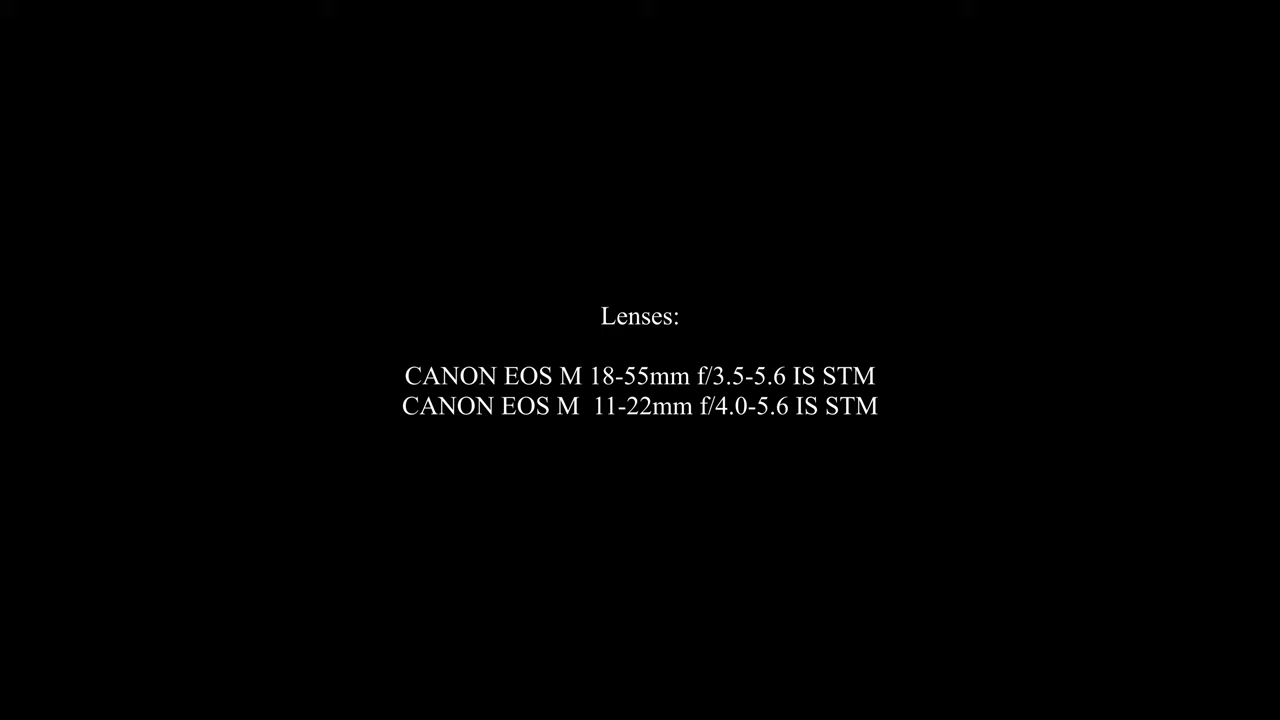 Lenses:
CANON EOS M 18-55mm f/3.5-5.6 IS STM
CANON EOS M  11-22mm f/4.0-5.6 IS STM